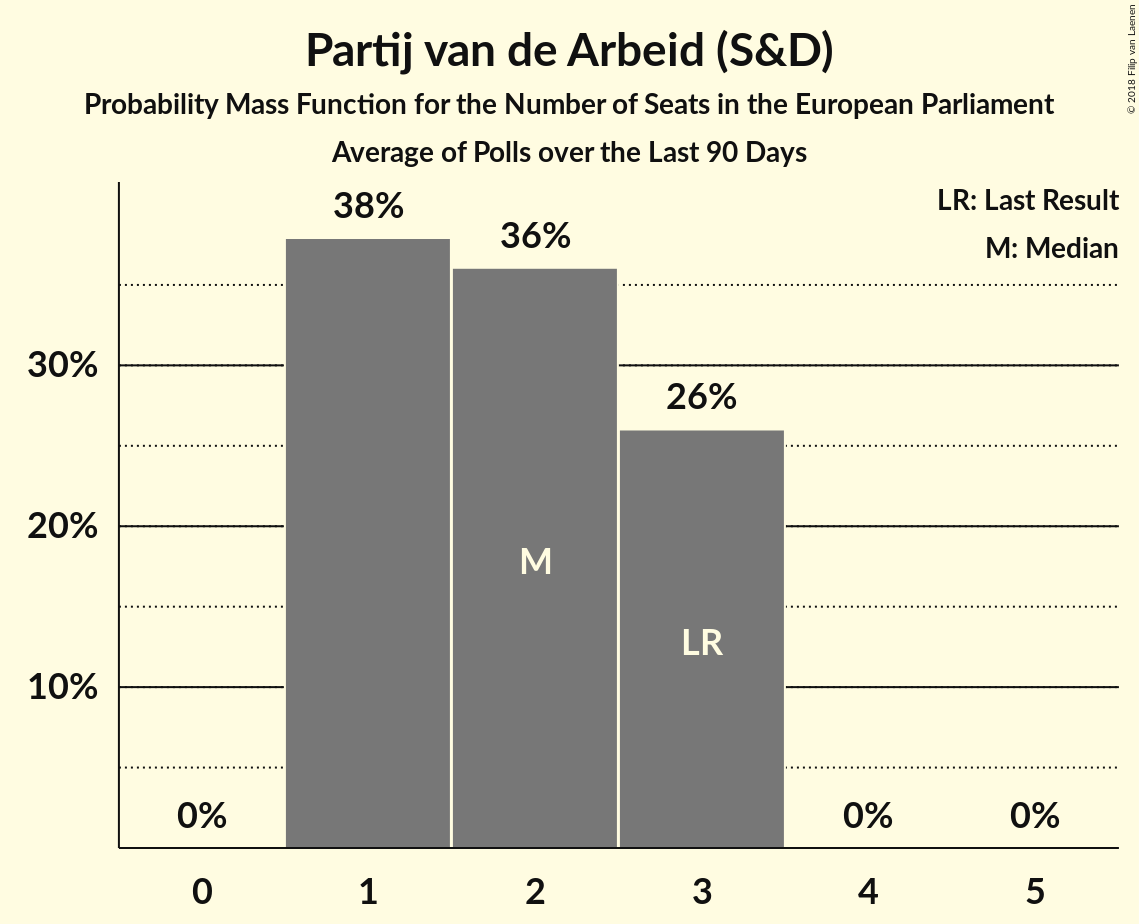 Partij van de Arbeid (S&D)
Probability Mass Function for the Number of Seats in the European Parliament
Average of Polls over the Last 90 Days
© 2018 Filip van Laenen
LR: Last Result
M: Median
38%
36%
30%
26%
20%
M
LR
10%
0%
0%
0%
0 1 2 3 4 5